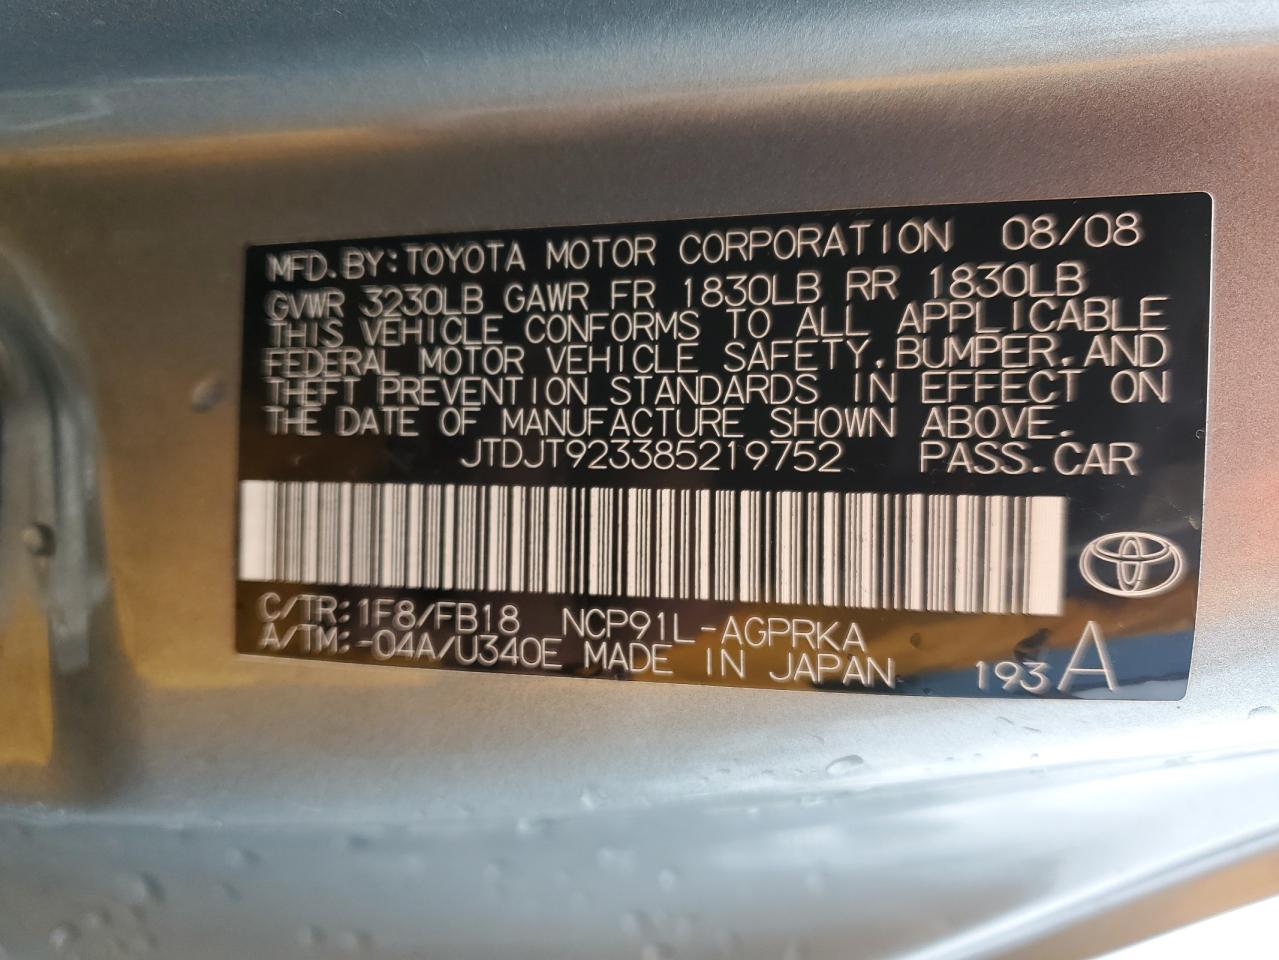 MFD.BY:TOYOTA MOTOR CORPORATION 08/08
GVWR 3230LB GAWR FR 1830LB RR 1830LB
THIS VEHICLE CONFORMS TO ALL APPLICABLE
FEDERAL MOTOR VEHICLE SAFETY,BUMPER,AND
THEFT PREVENTION STANDARDS IN EFFECT ON
THE DATE OF MANUFACTURE SHOWN ABOVE.
JTDJT923385219752 PASS.CAR
C/TR:1F8/FB18 NCP91L-AGPRKA
A/TM:-04A/U340E MADE IN JAPAN 193A